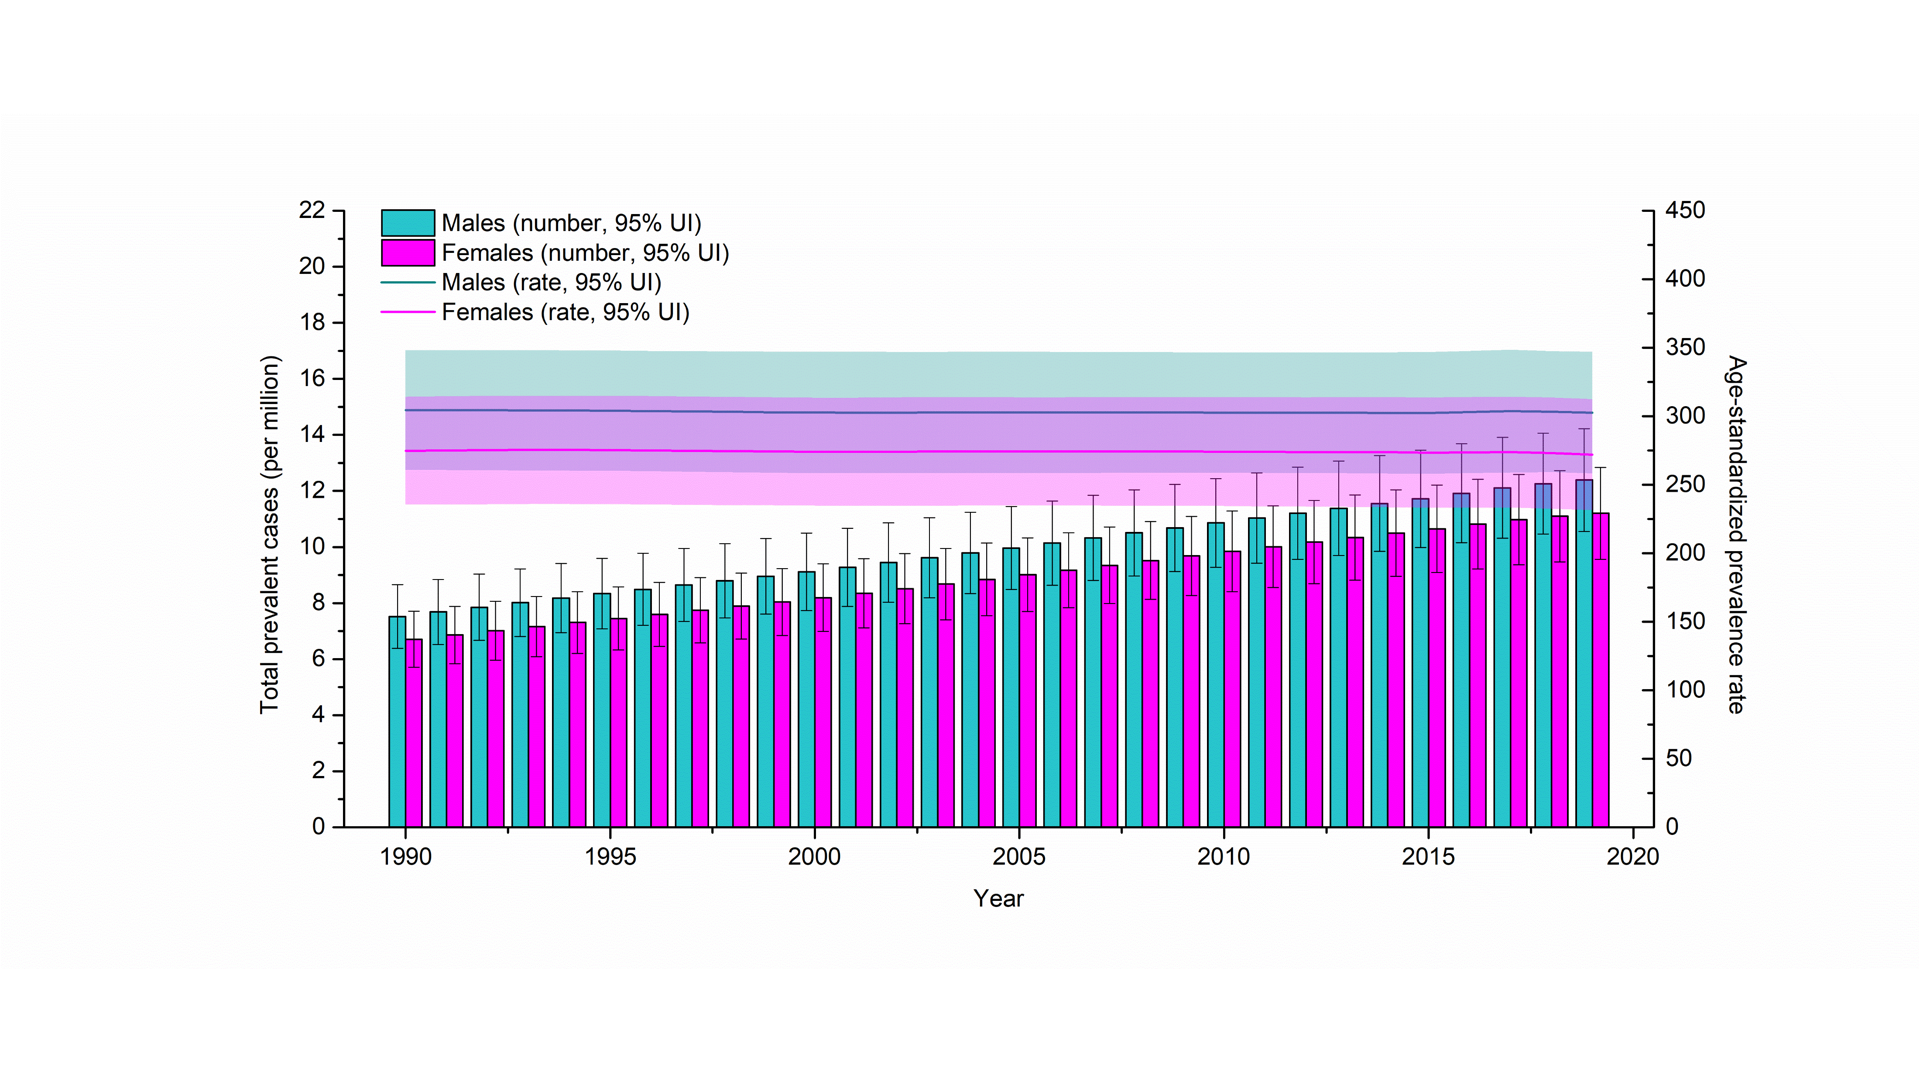 Males (number, 95% UI)
Females (number, 95% UI)
Males (rate, 95% UI)
Females (rate, 95% UI)
Total prevalent cases (per million)
22
20
18
16
14
12
10
8
6
4
2
0
450
400
350
300
250
200
150
100
50
0
Age-standardized prevalence rate
1990 1995 2000 2005 2010 2015 2020
Year